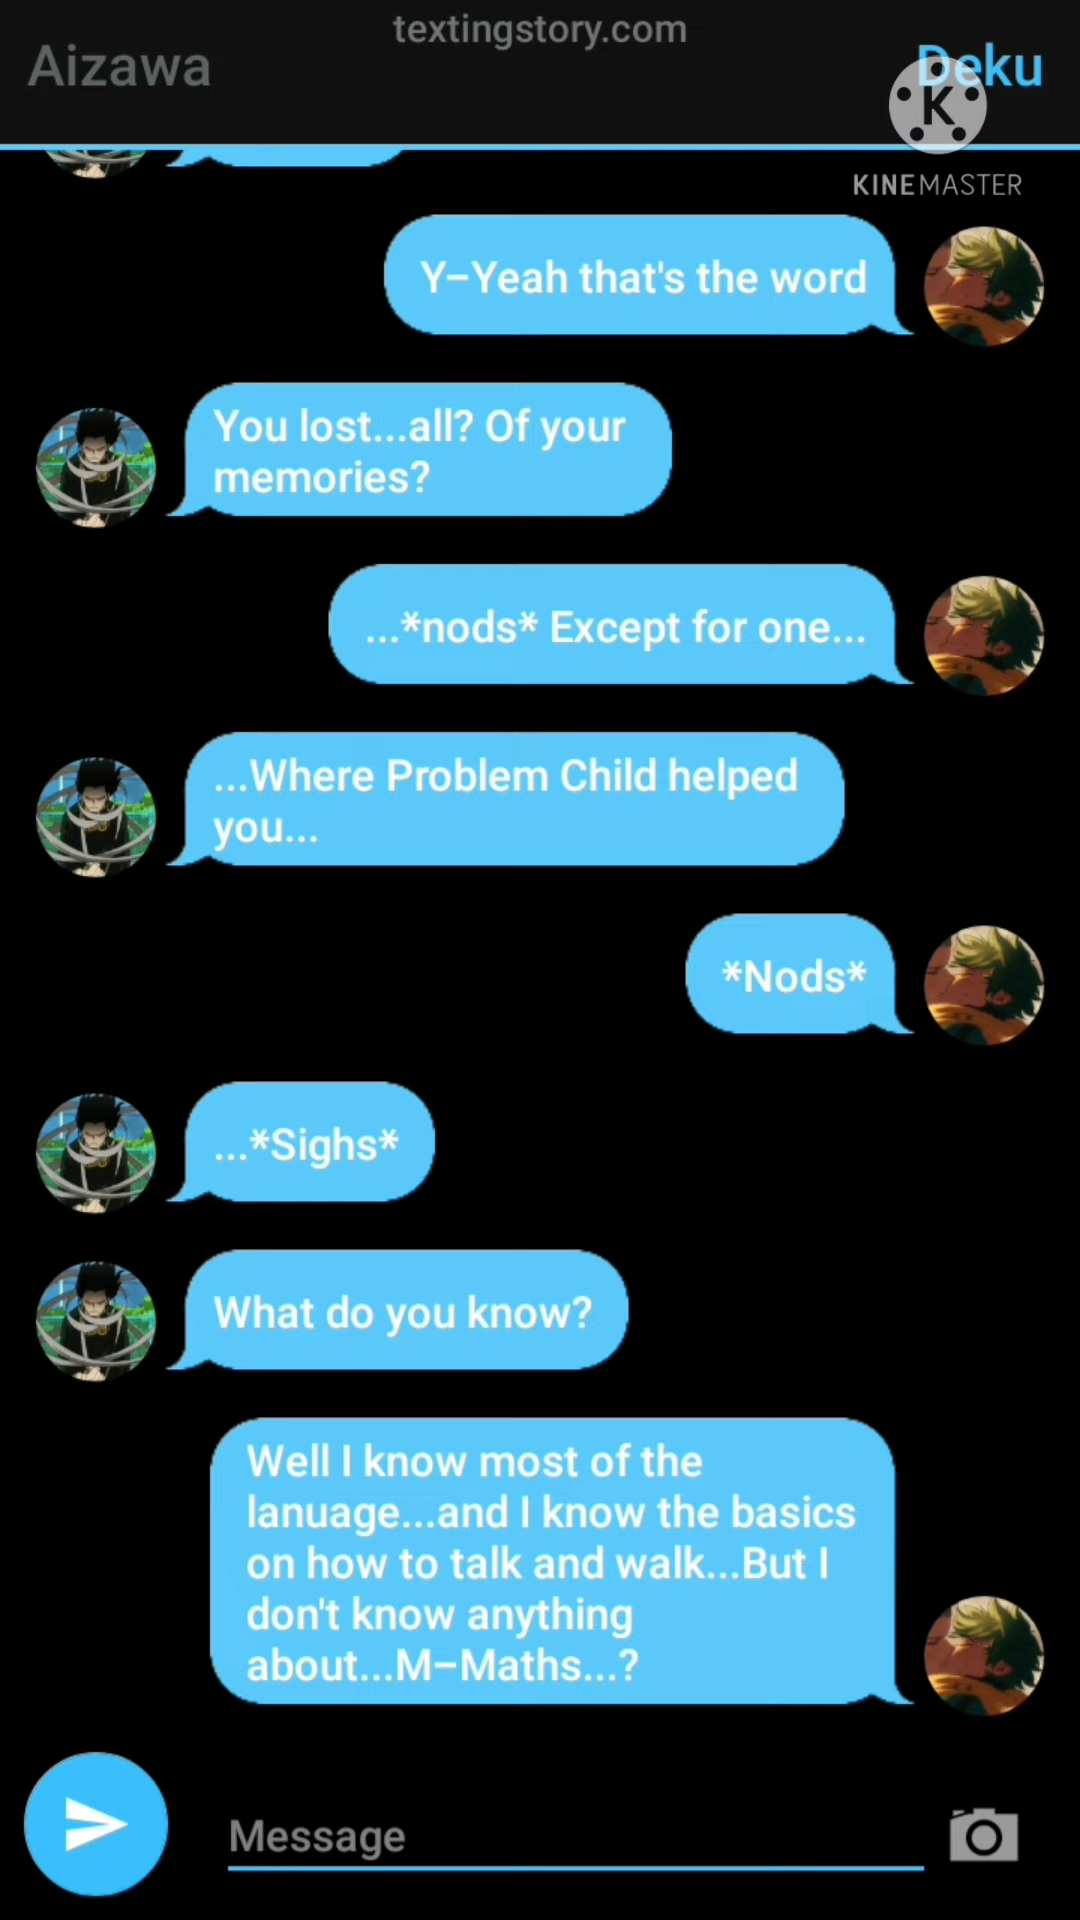 textingstory.com
Aizawa
Deku
K
KINEMASTER
Y–Yeah that's the word
You lost...all? Of your
memories?
...*nods* Except for one...
...Where Problem Child helped
you...
*Nods*
...*Sighs*
What do you know?
Well I know most of the
lanuage...and I know the basics
on how to talk and walk...But I
don't know anything
about...M–Maths...?
Message